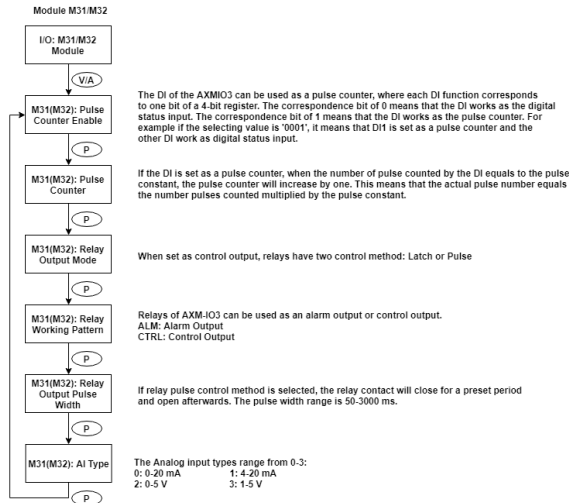 Module M31/M32
I/O: M31/M32
Module
V/A
M31(M32): Pulse
Counter Enable
The DI of the AXMIO3 can be used as a pulse counter, where each DI function corresponds
to one bit of a 4-bit register. The correspondence bit of 0 means that the DI works as the digital
status input. The correspondence bit of 1 means that the DI works as the pulse counter. For
example if the selecting value is '0001', it means that DI1 is set as a pulse counter and the
other DI work as digital status input.
P
M31(M32): Pulse
Counter
If the DI is set as a pulse counter, when the number of pulse counted by the DI equals to the pulse
constant, the pulse counter will increase by one. This means that the actual pulse number equals
the number pulses counted multiplied by the pulse constant.
P
M31(M32): Relay
Output Mode
When set as control output, relays have two control method: Latch or Pulse
P
M31(M32): Relay
Working Pattern
Relays of AXM-IO3 can be used as an alarm output or control output.
ALM: Alarm Output
CTRL: Control Output
P
M31(M32): Relay
Output Pulse
Width
If relay pulse control method is selected, the relay contact will close for a preset period
and open afterwards. The pulse width range is 50-3000 ms.
P
M31(M32): AI Type
The Analog input types range from 0-3:
0: 0-20 mA 1: 4-20 mA
2: 0-5 V 3: 1-5 V
P